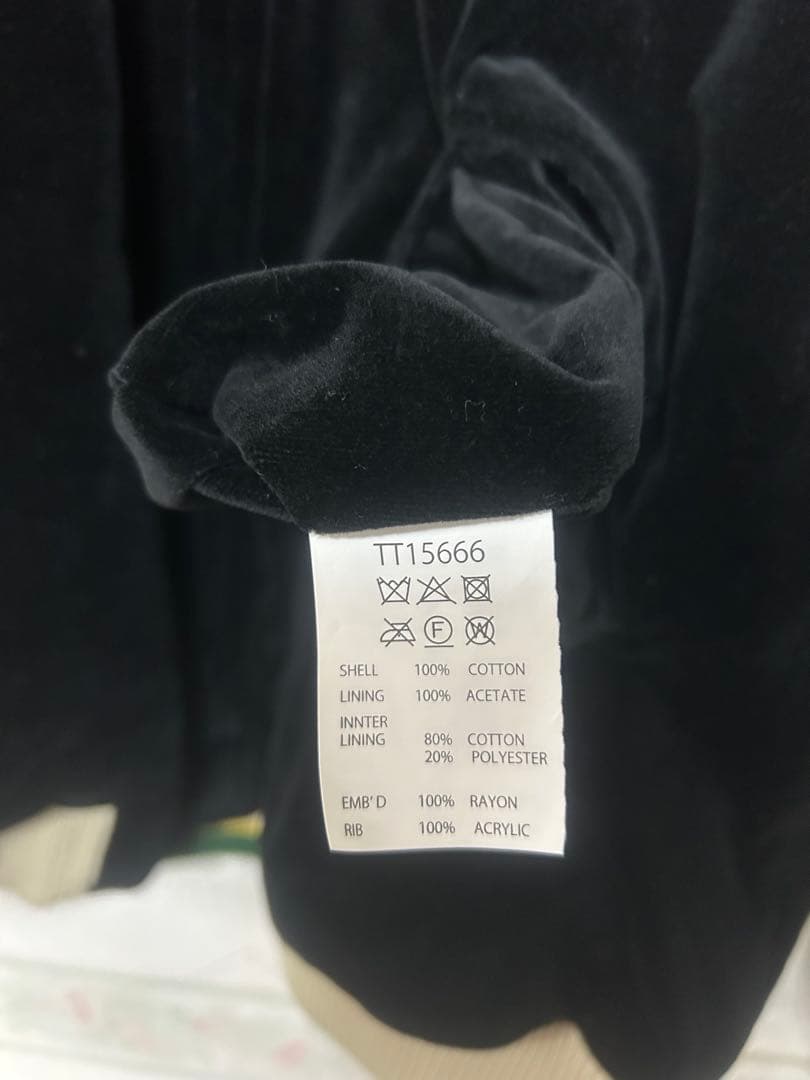 TT15666
F
W
SHELL 100% COTTON
LINING 100% ACETATE
INNTER
LINING 80% COTTON
20% POLYESTER
EMB'D 100% RAYON
RIB 100% ACRYLIC